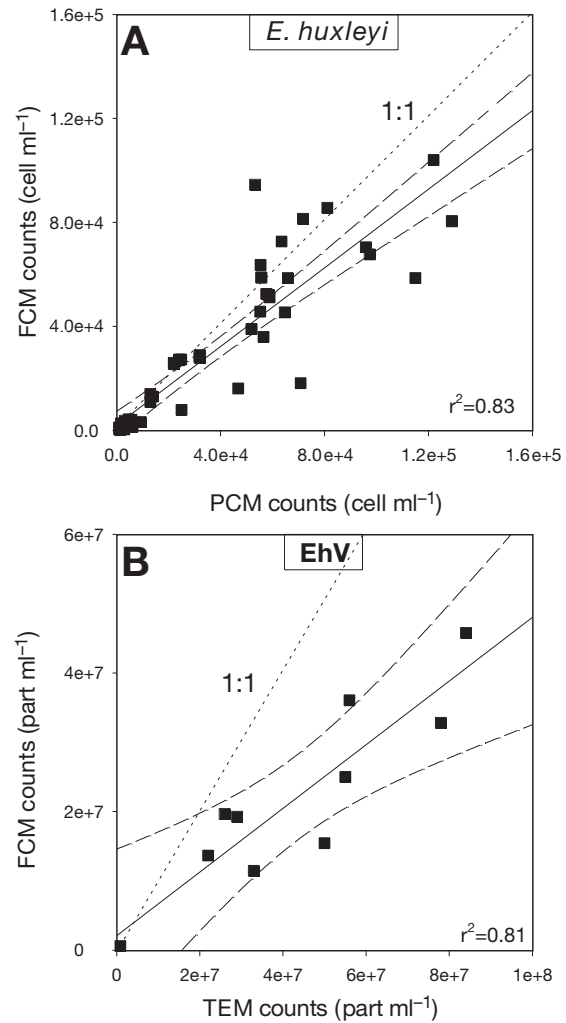 A
E. huxleyi
1.6e+5
1.2e+5
8.0e+4
4.0e+4
0.0
FCM counts (cell ml⁻¹)
1:1
r²=0.83
0.0 4.0e+4 8.0e+4 1.2e+5 1.6e+5
PCM counts (cell ml⁻¹)
B
EhV
6e+7
4e+7
2e+7
0
FCM counts (part ml⁻¹)
1:1
r²=0.81
0 2e+7 4e+7 6e+7 8e+7 1e+8
TEM counts (part ml⁻¹)